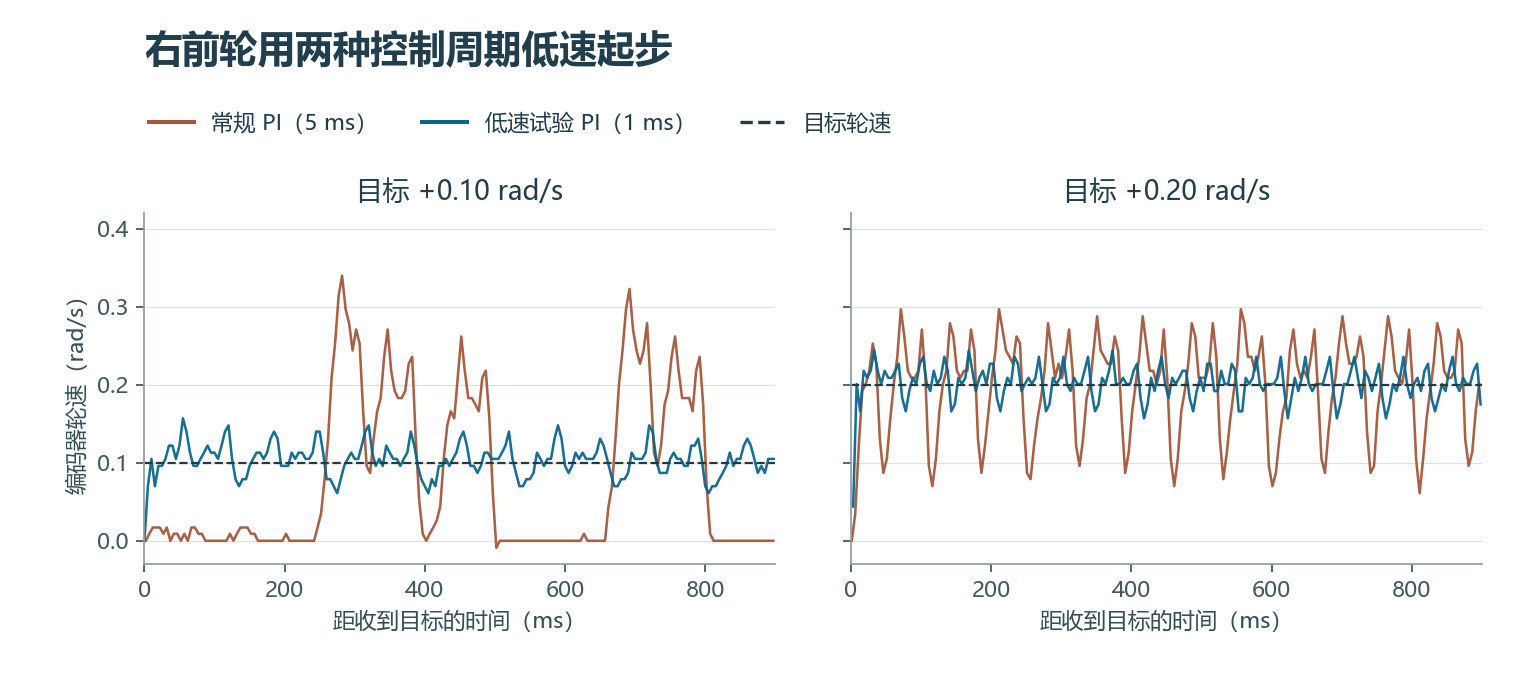 右前轮用两种控制周期低速起步
常规 PI（5 ms） 低速试验 PI（1 ms） 目标轮速
目标 +0.10 rad/s
目标 +0.20 rad/s
编码器轮速（rad/s）
0.4
0.3
0.2
0.1
0.0
0 200 400 600 800
0 200 400 600 800
距收到目标的时间（ms）
距收到目标的时间（ms）